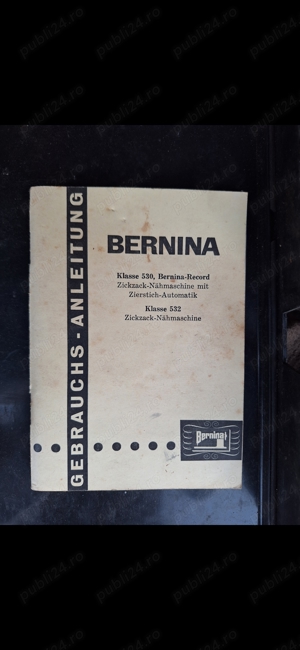 GEBRAUCHS-ANLEITUNG
BERNINA
Klasse 530, Bernina-Record
Zickzack-Nähmaschine mit
Zierstich-Automatik
Klasse 532
Zickzack-Nähmaschine
Bernina
publi24.ro